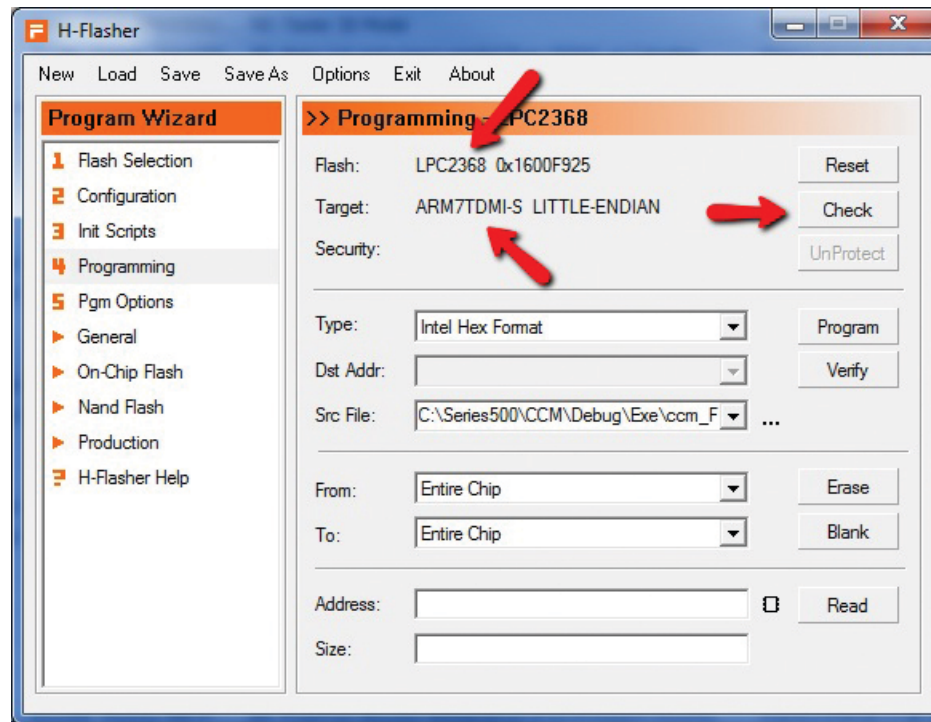 H-Flasher
New Load Save Save As Options Exit About
Program Wizard
1 Flash Selection
2 Configuration
3 Init Scripts
4 Programming
5 Pgm Options
General
On-Chip Flash
Nand Flash
Production
? H-Flasher Help
>> Programming - LPC2368
Flash: LPC2368 0x1600F925 Reset
Target: ARM7TDMI-S LITTLE-ENDIAN Check
Security: UnProtect
Type: Intel Hex Format Program
Dst Addr: Verify
Src File: C:\Series500\CCM\Debug\Exe\ccm_F ...
From: Entire Chip Erase
To: Entire Chip Blank
Address: Read
Size: